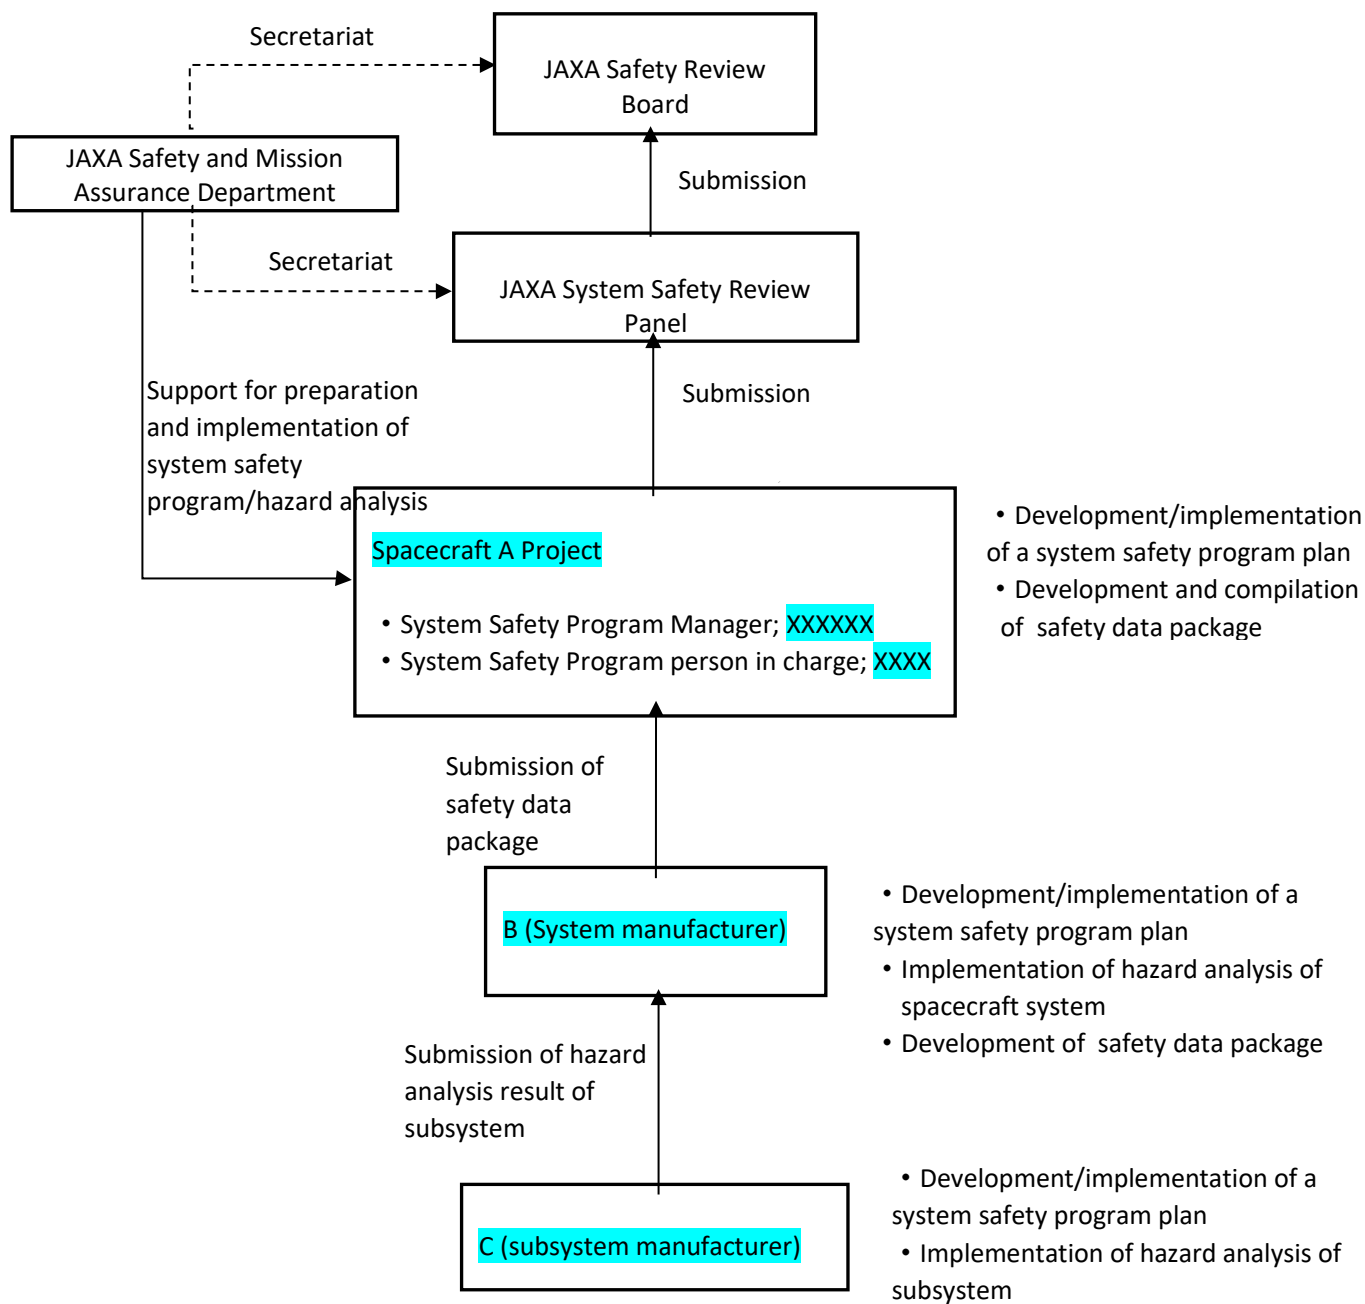 Secretariat
JAXA Safety Review
Board
JAXA Safety and Mission
Assurance Department
Submission
Secretariat
JAXA System Safety Review
Panel
Support for preparation
and implementation of
system safety
program/hazard analysis
Submission
Spacecraft A Project
・System Safety Program Manager; XXXXXX
・System Safety Program person in charge; XXXX
・Development/implementation
of a system safety program plan
・Development and compilation
of safety data package
Submission of
safety data
package
B (System manufacturer)
・Development/implementation of a
system safety program plan
・Implementation of hazard analysis of
spacecraft system
・Development of safety data package
Submission of hazard
analysis result of
subsystem
C (subsystem manufacturer)
・Development/implementation of a
system safety program plan
・Implementation of hazard analysis of
subsystem